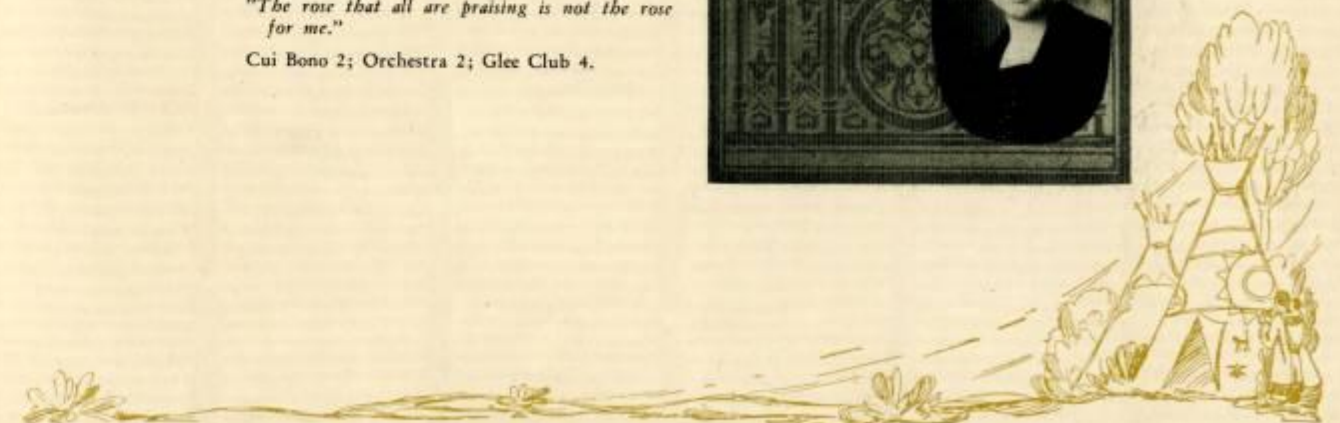 "The rose that all are praising is not the rose
for me."
Cui Bono 2; Orchestra 2; Glee Club 4.